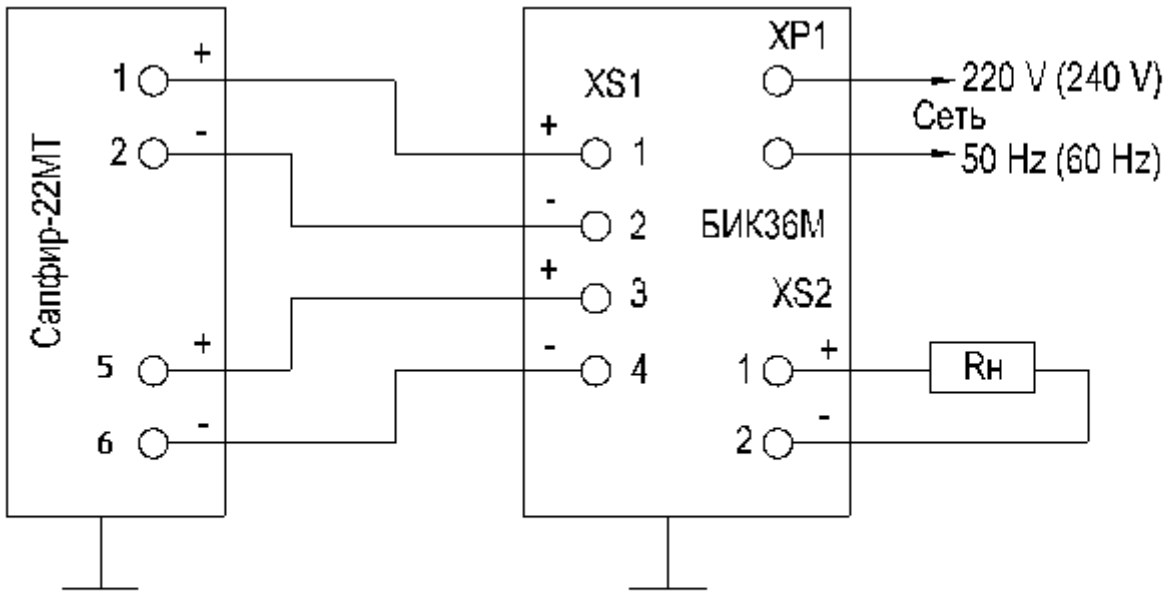 Сапфир-22МТ
1 +
2 -
5 +
6 -
XS1
+ 1
- 2
+ 3
- 4
XP1
БИК36М
XS2
1 +
2 -
220 V (240 V)
Сеть
50 Hz (60 Hz)
Rн